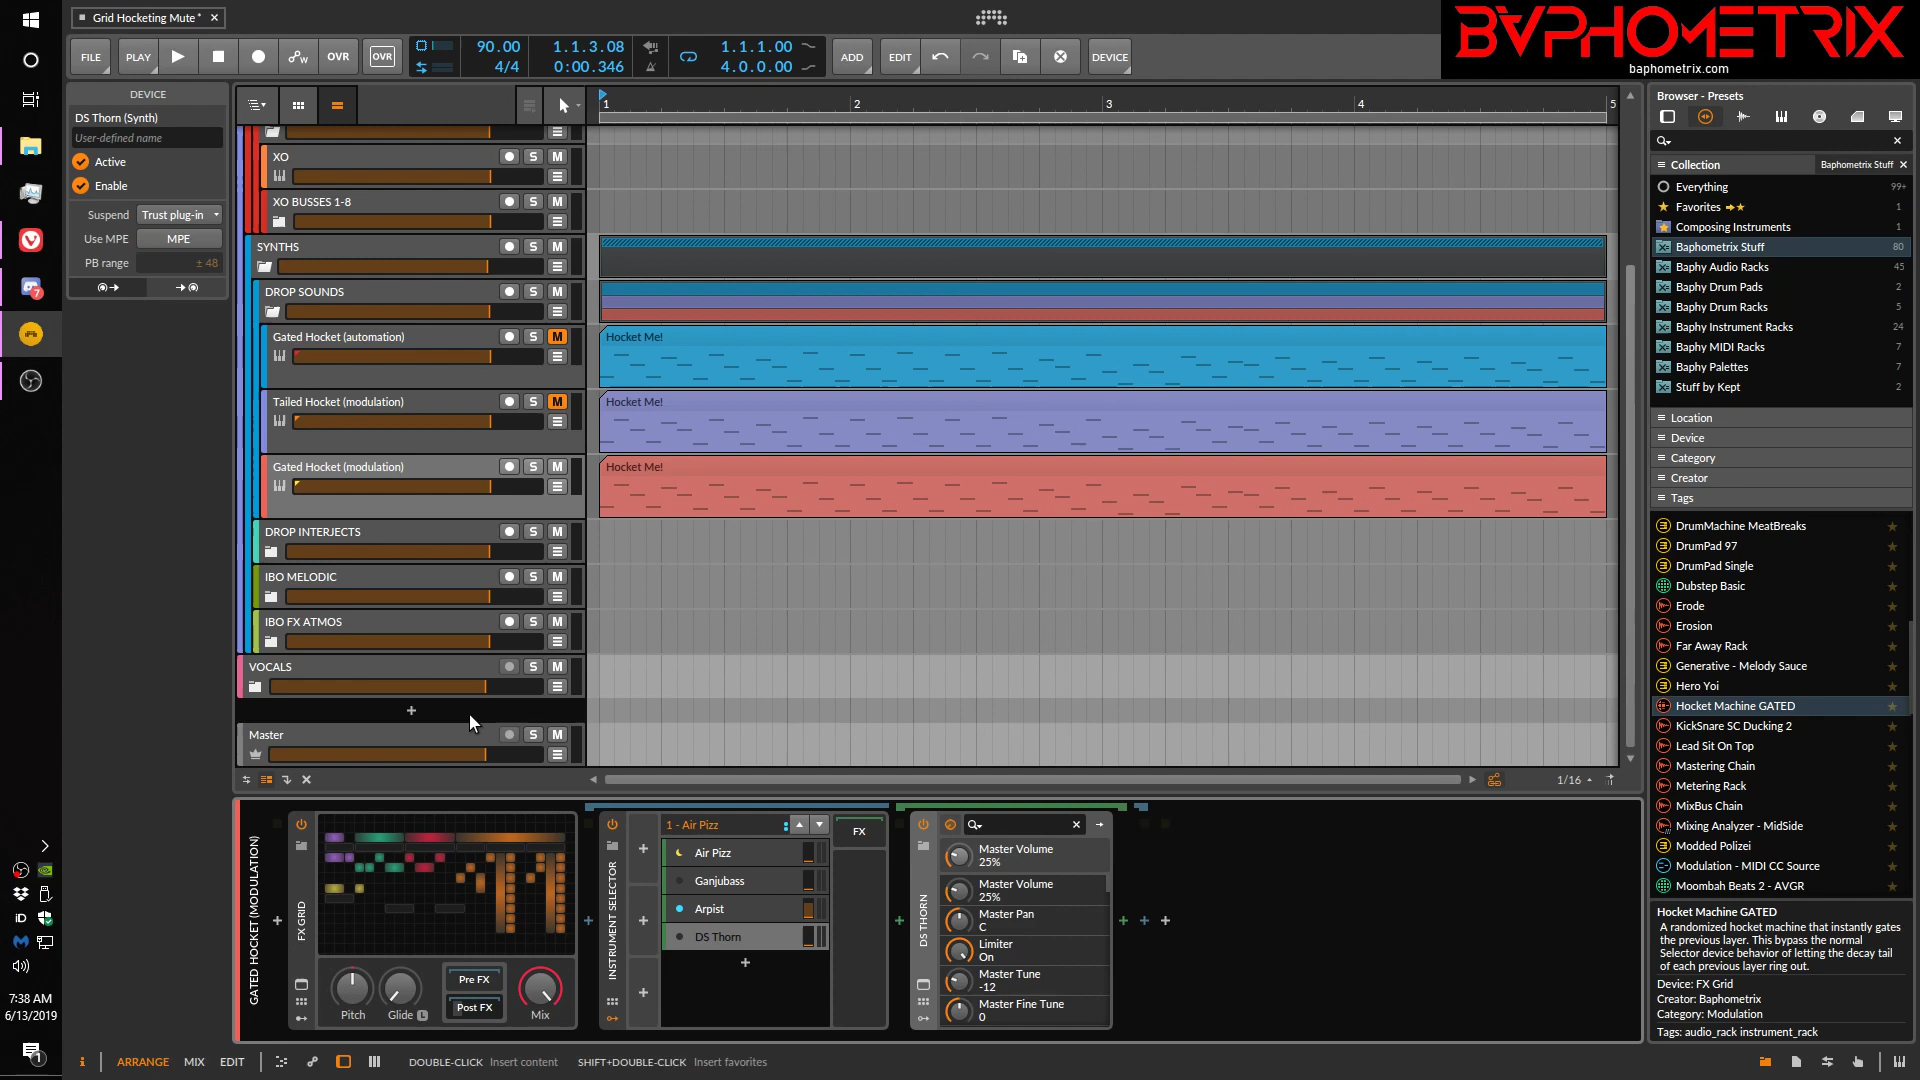 Grid Hocketing Mute *
BVPHOMETRIX
baphometrix.com
FILE
PLAY
OVR
OVR
90.00
4/4
1.1.3.08
0:00.346
1.1.1.00
4.0.0.00
ADD
EDIT
DEVICE
DEVICE
DS Thorn (Synth)
User-defined name
Active
Enable
Suspend Trust plug-in
Use MPE MPE
PB range ± 48
1 2 3 4 5
XO S M
XO BUSSES 1-8 S M
SYNTHS S M
DROP SOUNDS S M
Gated Hocket (automation) S M
Hocket Me!
Tailed Hocket (modulation) S M
Hocket Me!
Gated Hocket (modulation) S M
Hocket Me!
DROP INTERJECTS S M
IBO MELODIC S M
IBO FX ATMOS S M
VOCALS S M
Master S M
1/16
Browser - Presets
Collection Baphometrix Stuff
Everything 99+
Favorites 1
Composing Instruments 1
Baphometrix Stuff 80
Baphy Audio Racks 45
Baphy Drum Pads 2
Baphy Drum Racks 5
Baphy Instrument Racks 24
Baphy MIDI Racks 7
Baphy Palettes 7
Stuff by Kept 2
Location
Device
Category
Creator
Tags
DrumMachine MeatBreaks
DrumPad 97
DrumPad Single
Dubstep Basic
Erode
Erosion
Far Away Rack
Generative - Melody Sauce
Hero Yoi
Hocket Machine GATED
KickSnare SC Ducking 2
Lead Sit On Top
Mastering Chain
Metering Rack
MixBus Chain
Mixing Analyzer - MidSide
Modded Polizei
Modulation - MIDI CC Source
Moombah Beats 2 - AVGR
Hocket Machine GATED
A randomized hocket machine that instantly gates
the previous layer. This bypass the normal
Selector device behavior of letting the decay tail
of each previous layer ring out.
Device: FX Grid
Creator: Baphometrix
Category: Modulation
Tags: audio_rack instrument_rack
GATED HOCKET (MODULATION)
FX GRID
Pitch
Glide L
Pre FX
Post FX
Mix
INSTRUMENT SELECTOR
1 - Air Pizz
Air Pizz
Ganjubass
Arpist
DS Thorn
FX
DS THORN
Master Volume
25%
Master Volume
25%
Master Pan
C
Limiter
On
Master Tune
-12
Master Fine Tune
0
7
iD
7:38 AM
6/13/2019
1
i
ARRANGE MIX EDIT
DOUBLE-CLICK Insert content SHIFT+DOUBLE-CLICK Insert favorites